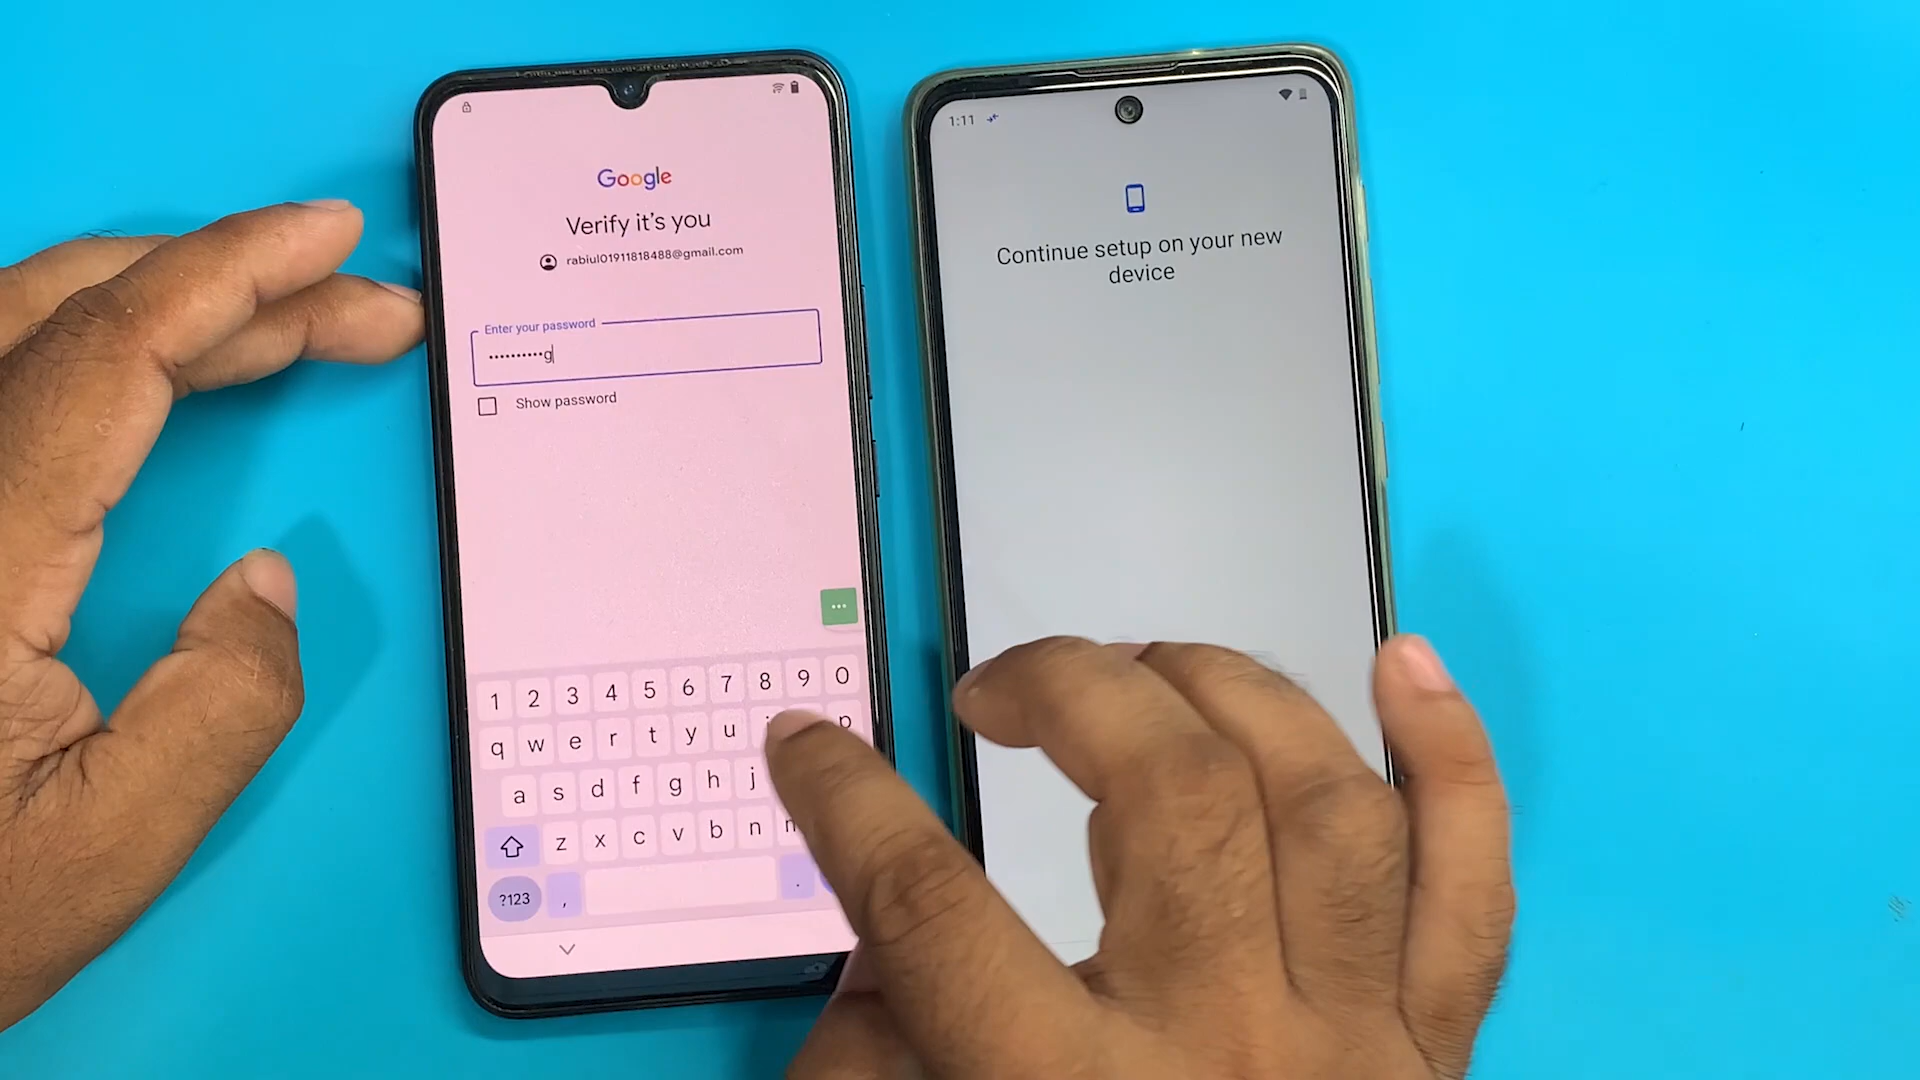 Google
Verify it's you
rabiul01911818488@gmail.com
Enter your password
••••••••••g
Show password
1 2 3 4 5 6 7 8 9 0
q w e r t y u i p
a s d f g h j
z x c v b n m
?123 , .
1:11
Continue setup on your new
device